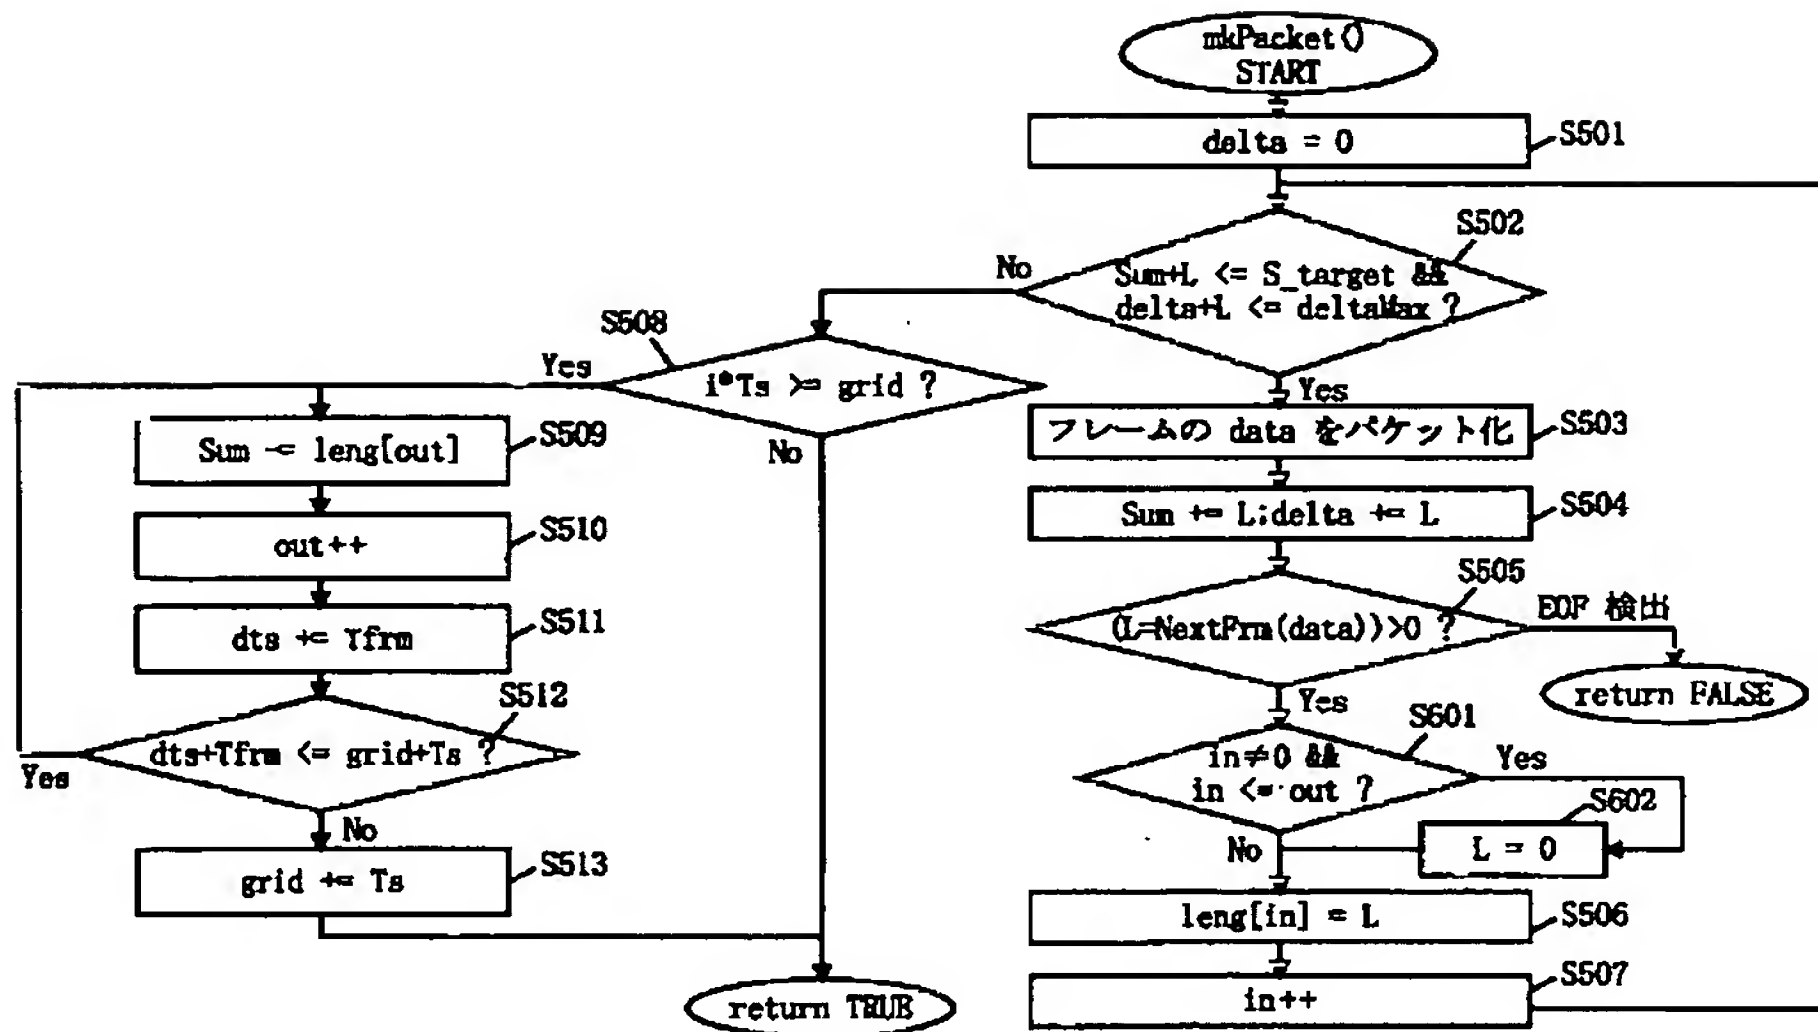 mkPacket()
START
delta = 0
S501
S502
Sum+L <= S_target &&
delta+L <= deltaMax ?
No
Yes
フレームの data をパケット化
S503
Sum += L;delta += L
S504
S505
(L=NextFrm(data))>0 ?
EOF 検出
return FALSE
Yes
S601
in≠0 &&
in <= out ?
Yes
S602
L = 0
No
leng[in] = L
S506
in++
S507
S508
i*Ts >= grid ?
Yes
No
Sum -= leng[out]
S509
out++
S510
dts += Tfrm
S511
S512
dts+Tfrm <= grid+Ts ?
Yes
No
grid += Ts
S513
return TRUE